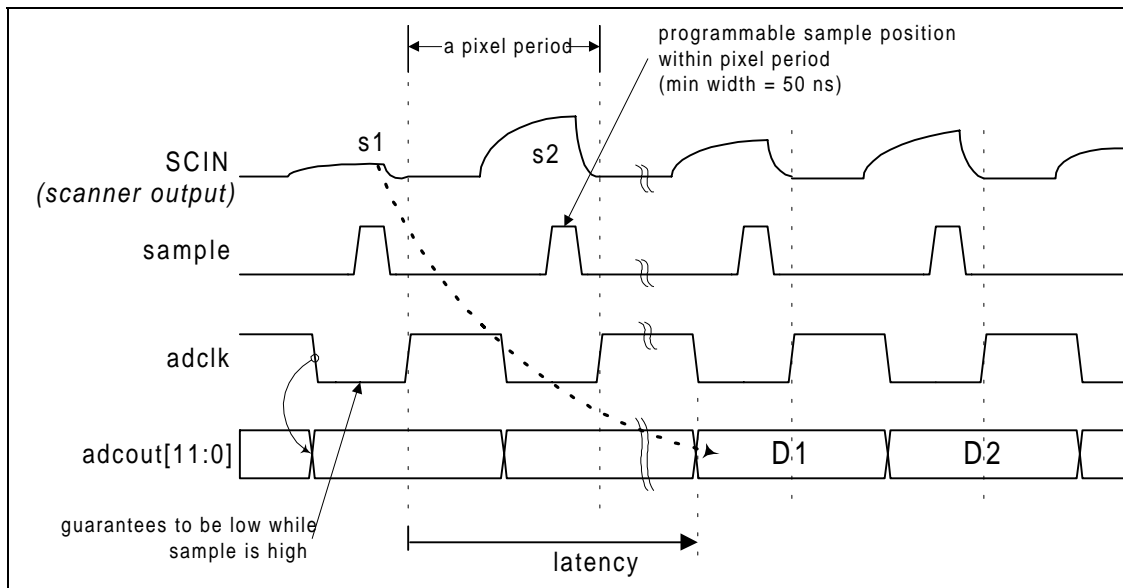 a pixel period
programmable sample position
within pixel period
(min width = 50 ns)
s1
s2
SCIN
(scanner output)
sample
adclk
adcout[11:0]
D1
D2
guarantees to be low while
sample is high
latency